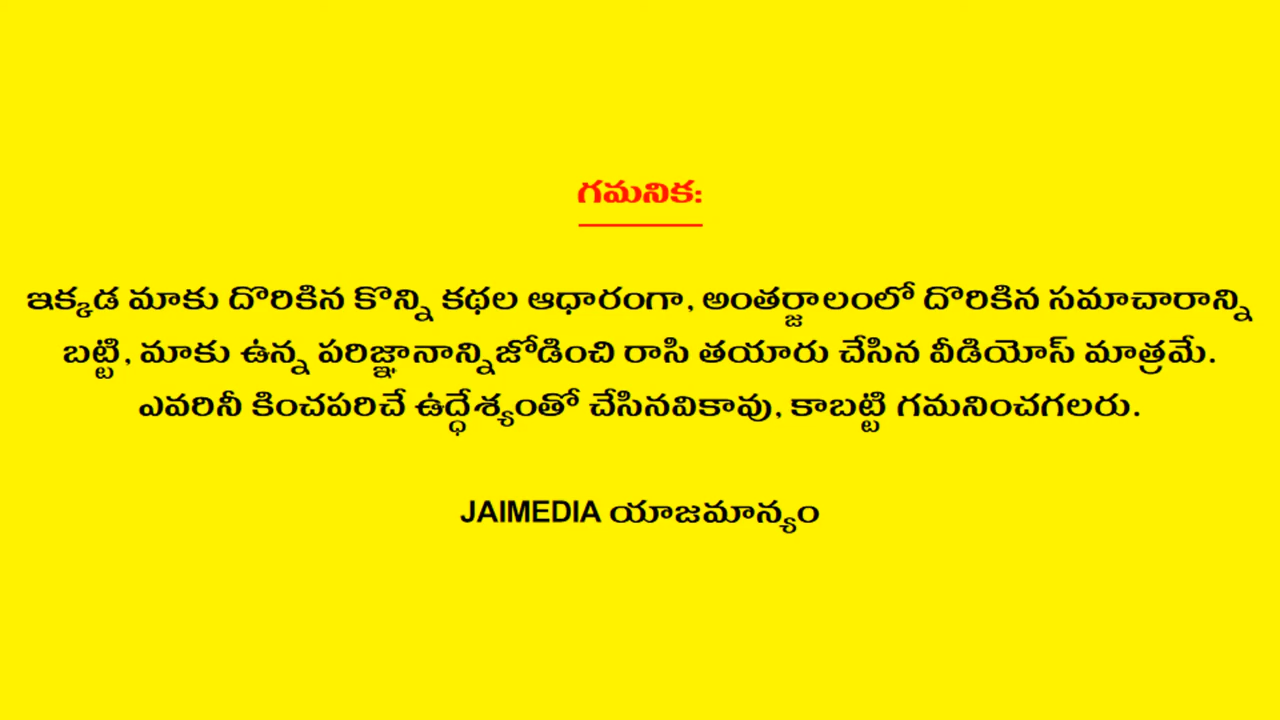 గమనిక:
ఇక్కడ మాకు దొరికిన కొన్ని కథల ఆధారంగా, అంతర్జాలంలో దొరికిన సమాచారాన్ని
బట్టి, మాకు ఉన్న పరిజ్ఞానాన్నిజోడించి రాసి తయారు చేసిన వీడియోస్ మాత్రమే.
ఎవరినీ కించపరిచే ఉద్ధేశ్యంతో చేసినవికావు, కాబట్టి గమనించగలరు.
JAIMEDIA యాజమాన్యం